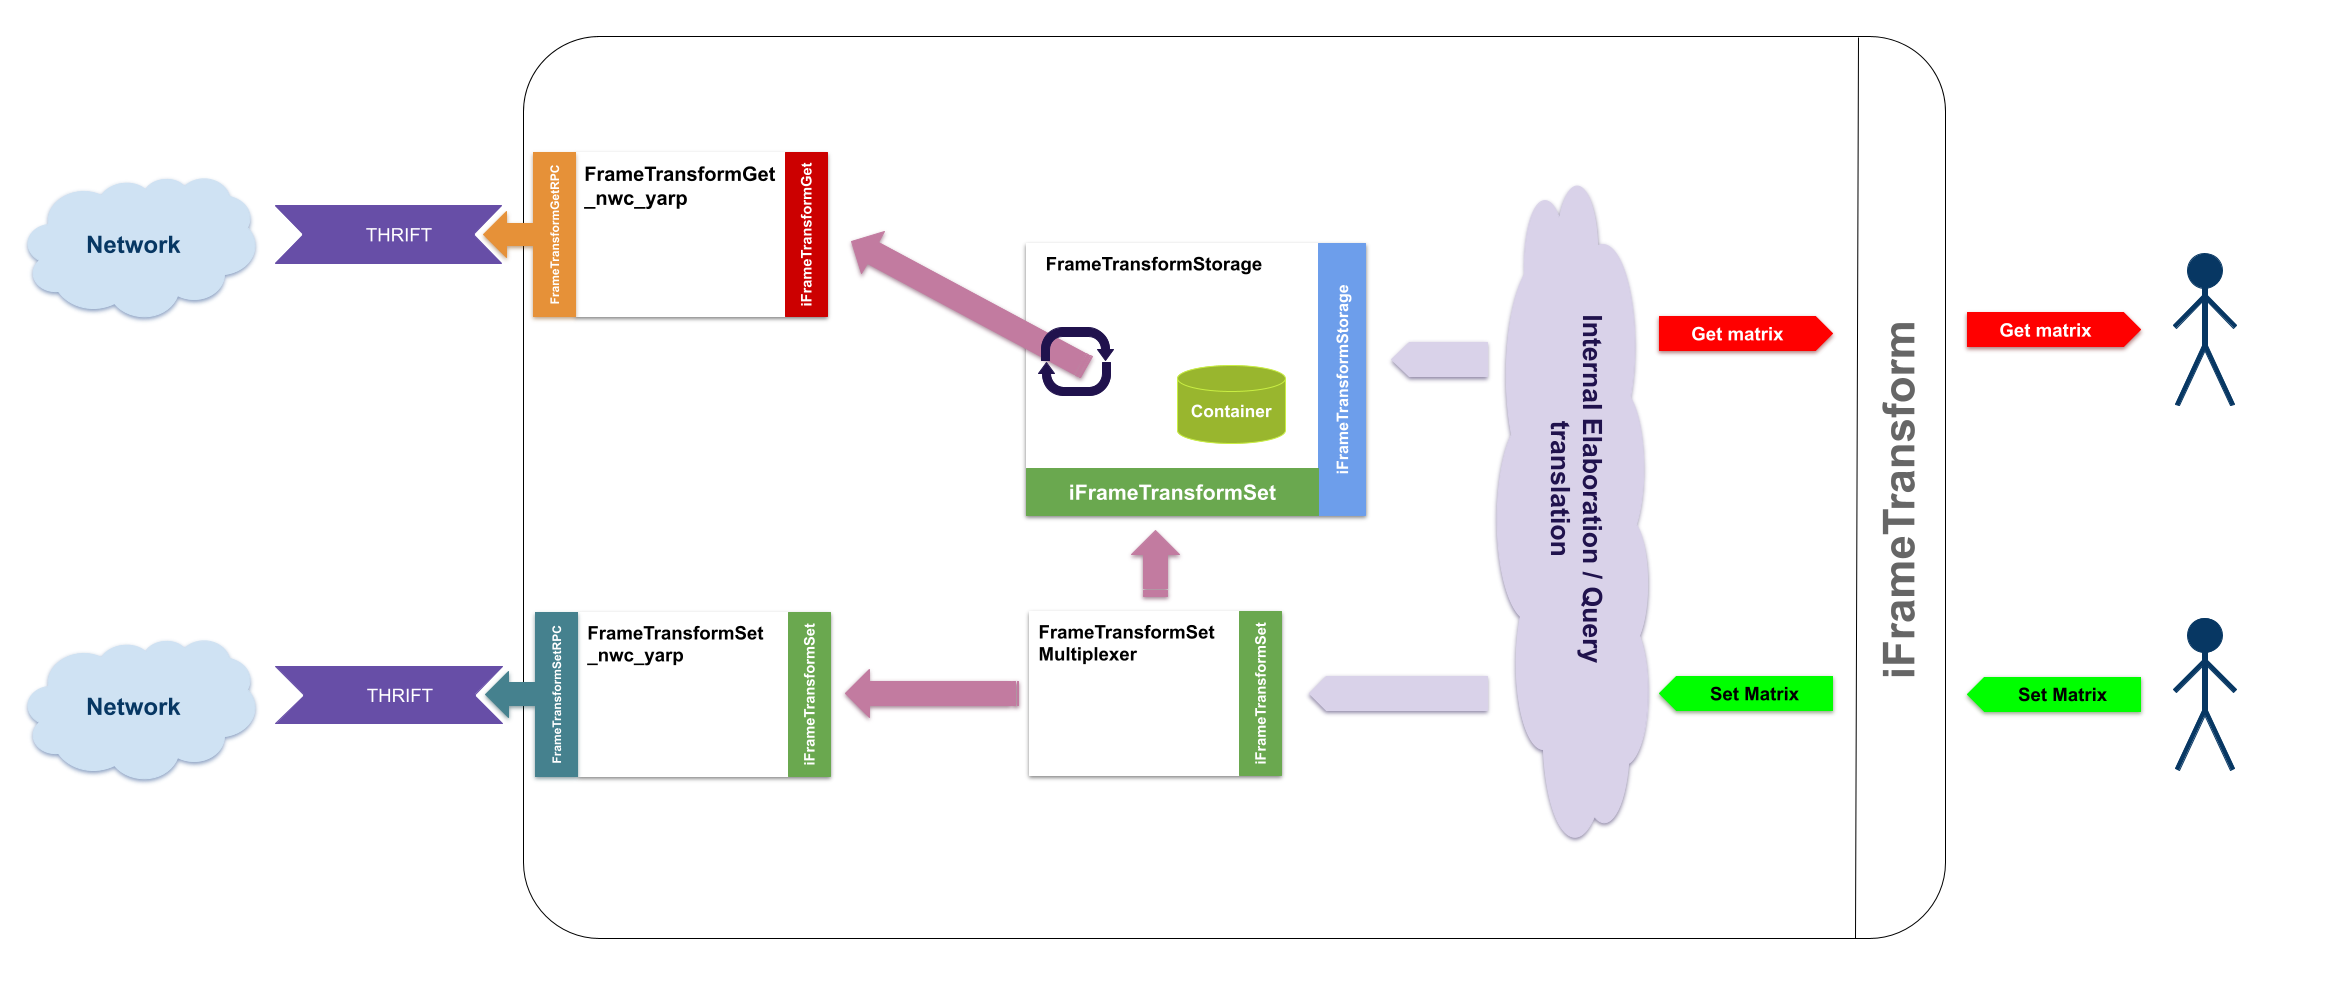 Network
THRIFT
FrameTransformGetRPC
FrameTransformGet
_nwc_yarp
iFrameTransformGet
FrameTransformStorage
Container
iFrameTransformSet
iFrameTransformStorage
Internal Elaboration / Query
translation
Get matrix
iFrameTransform
Get matrix
Network
THRIFT
FrameTransformSetRPC
FrameTransformSet
_nwc_yarp
iFrameTransformSet
FrameTransformSet
Multiplexer
iFrameTransformSet
Set Matrix
Set Matrix